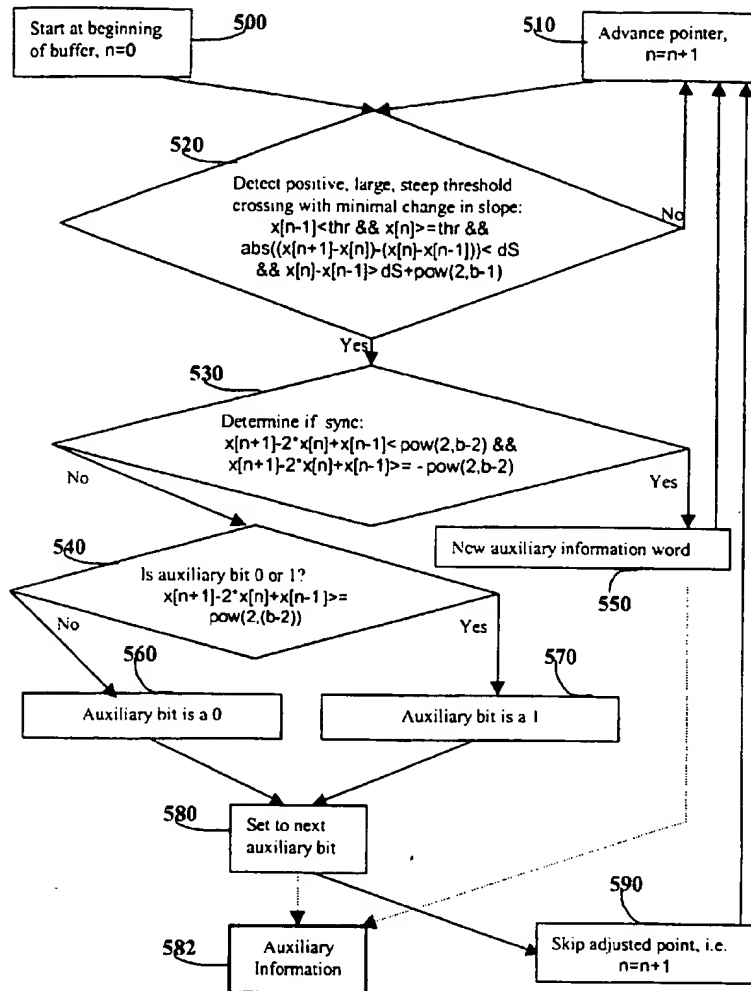 500
Start at beginning
of buffer, n=0
510
Advance pointer,
n=n+1
520
Detect positive, large, steep threshold
crossing with minimal change in slope:
x[n-1]<thr && x[n]>=thr &&
abs((x[n+1]-x[n])-(x[n]-x[n-1]))< dS
&& x[n]-x[n-1]> dS+pow(2,b-1)
No
Yes
530
Determine if sync:
x[n+1]-2*x[n]+x[n-1]< pow(2,b-2) &&
x[n+1]-2*x[n]+x[n-1]>= -pow(2,b-2)
No
Yes
540
Is auxiliary bit 0 or 1?
x[n+1]-2*x[n]+x[n-1]>=
pow(2,(b-2))
New auxiliary information word
550
No
Yes
560
Auxiliary bit is a 0
570
Auxiliary bit is a 1
580
Set to next
auxiliary bit
590
582
Auxiliary
Information
Skip adjusted point, i.e.
n=n+1